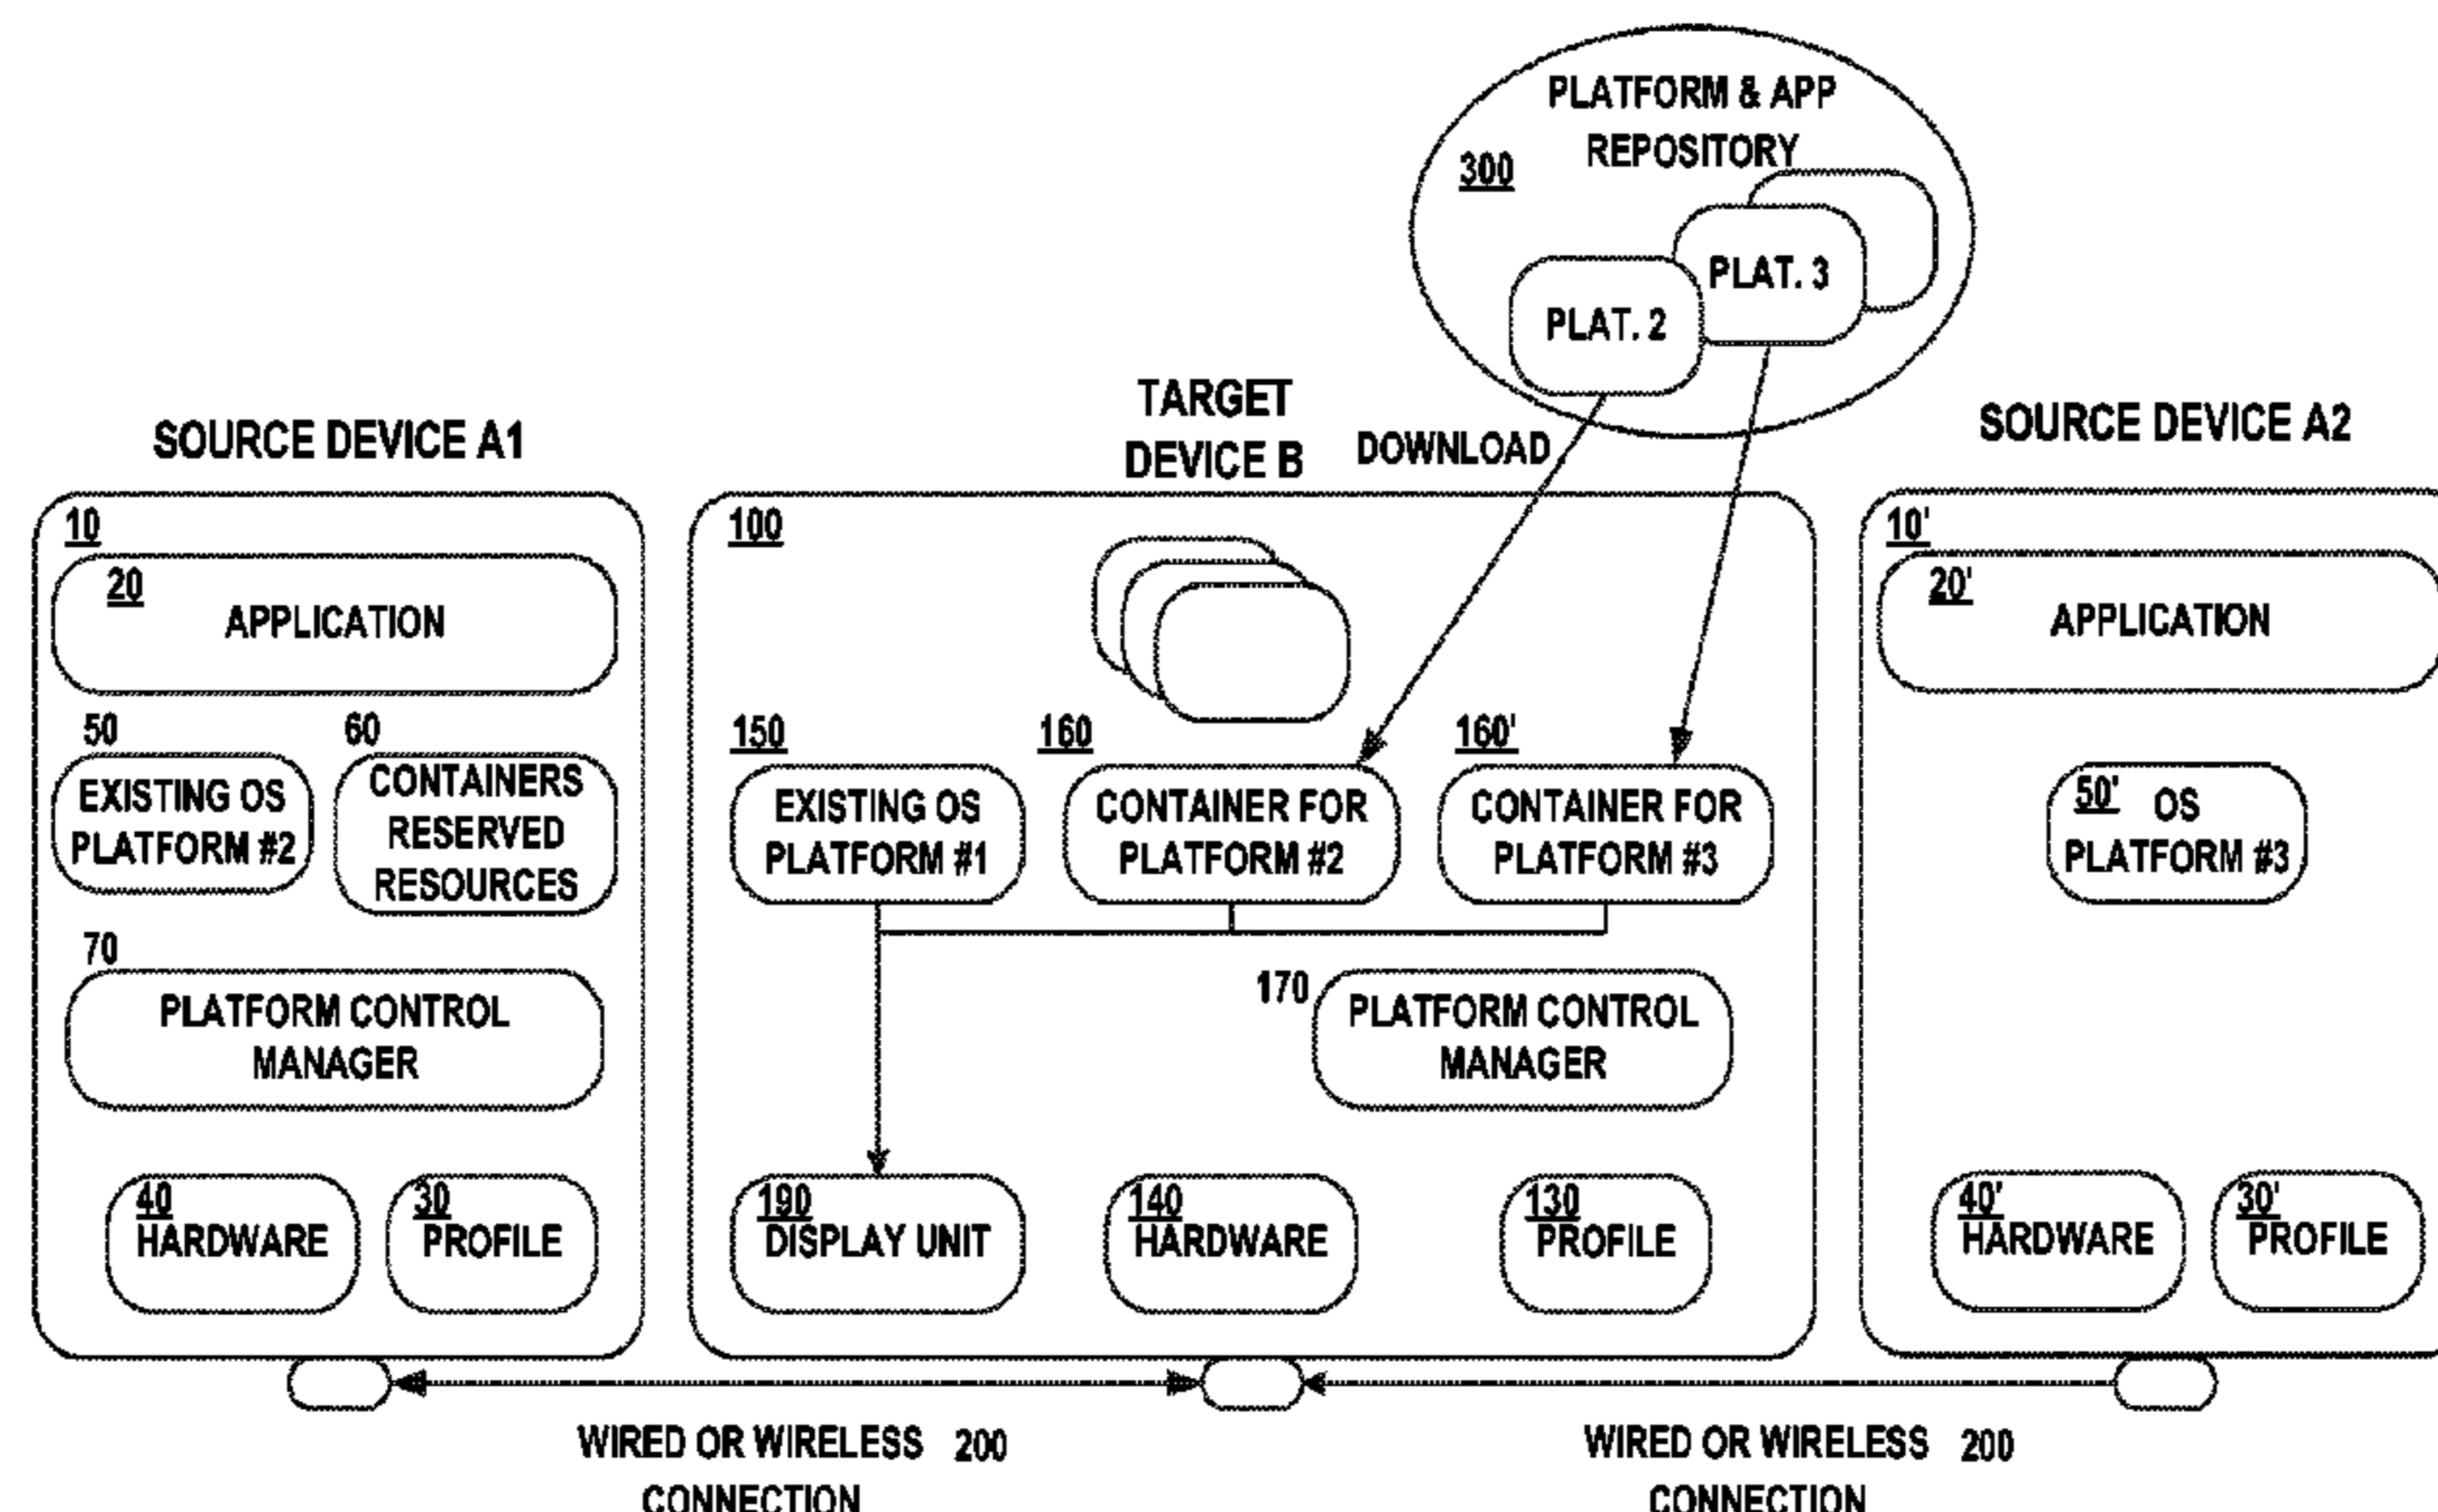 PLATFORM & APP
REPOSITORY
300
PLAT. 3
PLAT. 2
TARGET
DEVICE B
DOWNLOAD
SOURCE DEVICE A1
SOURCE DEVICE A2
10
20
APPLICATION
50
60
EXISTING OS
PLATFORM #2
CONTAINERS
RESERVED
RESOURCES
70
PLATFORM CONTROL
MANAGER
40
HARDWARE
30
PROFILE
100
150
160
160'
EXISTING OS
PLATFORM #1
CONTAINER FOR
PLATFORM #2
CONTAINER FOR
PLATFORM #3
170
PLATFORM CONTROL
MANAGER
190
DISPLAY UNIT
140
HARDWARE
130
PROFILE
10'
20'
APPLICATION
50' OS
PLATFORM #3
40'
HARDWARE
30'
PROFILE
WIRED OR WIRELESS 200
CONNECTION
WIRED OR WIRELESS 200
CONNECTION